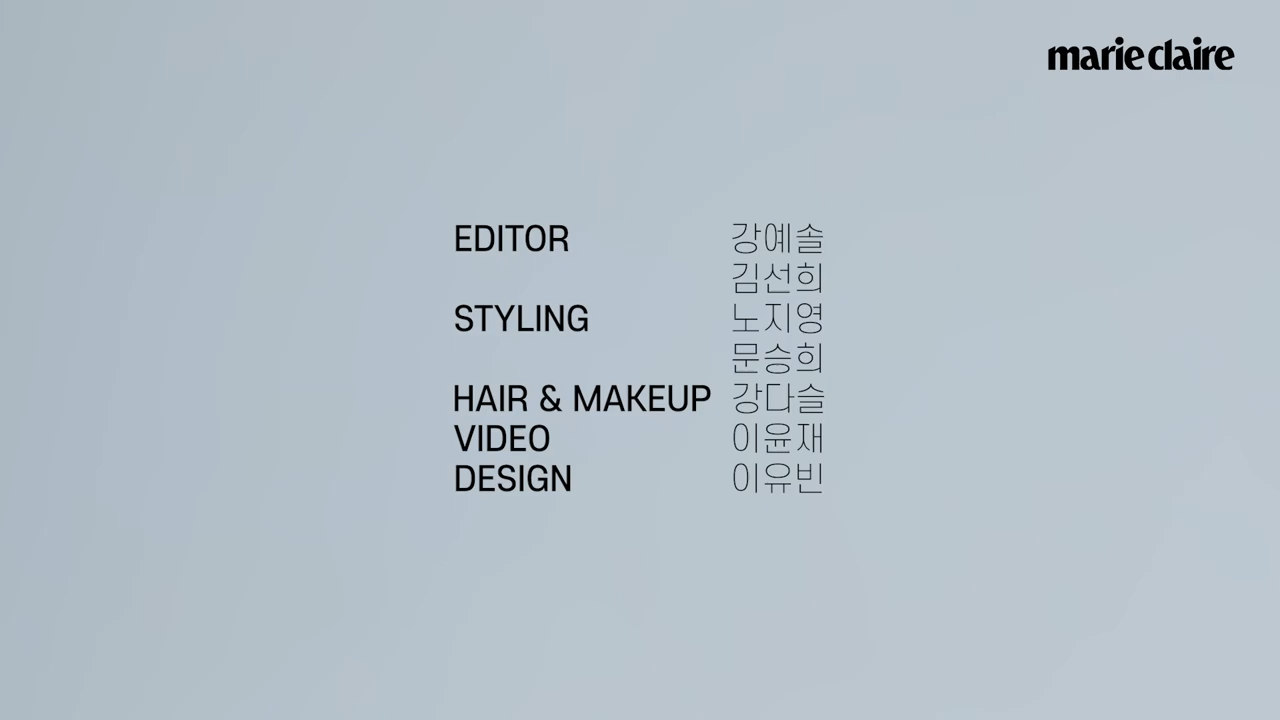 marie claire
EDITOR 강예솔
김선희
STYLING 노지영
문승희
HAIR & MAKEUP 강다슬
VIDEO 이윤재
DESIGN 이유빈